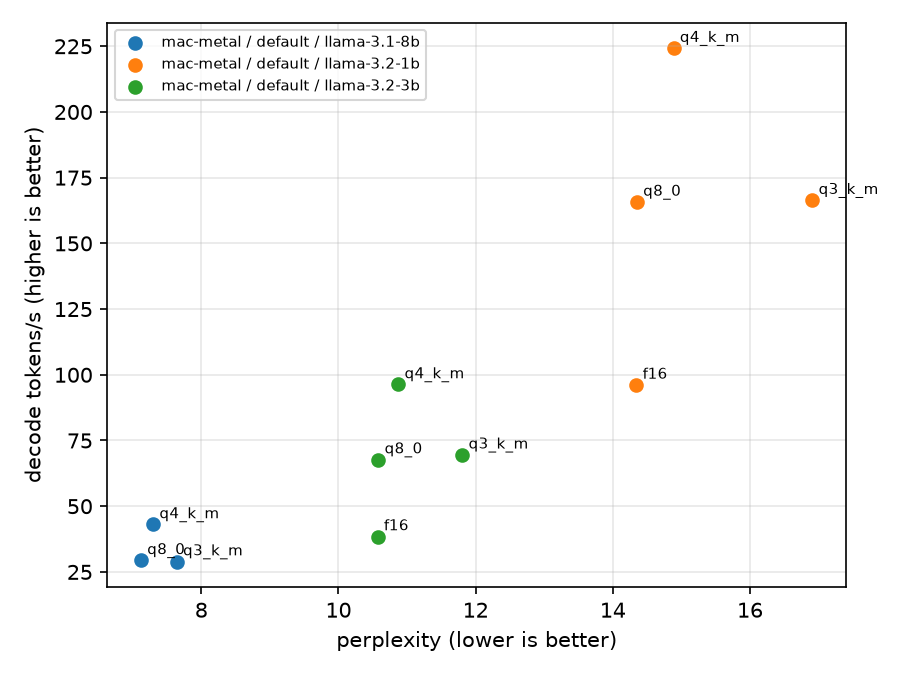 mac-metal / default / llama-3.1-8b
mac-metal / default / llama-3.2-1b
mac-metal / default / llama-3.2-3b
q4_k_m
q8_0
q3_k_m
f16
q4_k_m
q8_0
q3_k_m
f16
q4_k_m
q8_0
q3_k_m
225
200
175
150
125
100
75
50
25
decode tokens/s (higher is better)
8
10
12
14
16
perplexity (lower is better)